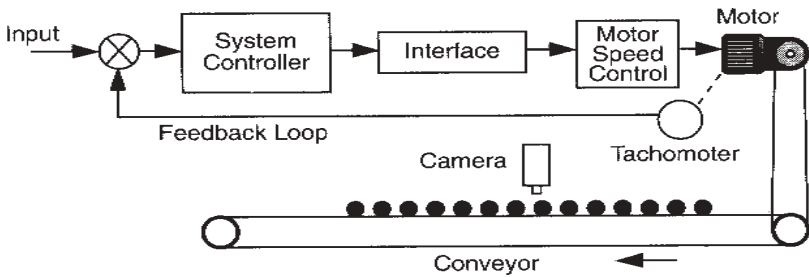 Input
System
Controller
Interface
Motor
Speed
Control
Motor
Feedback Loop
Tachomoter
Camera
Conveyor